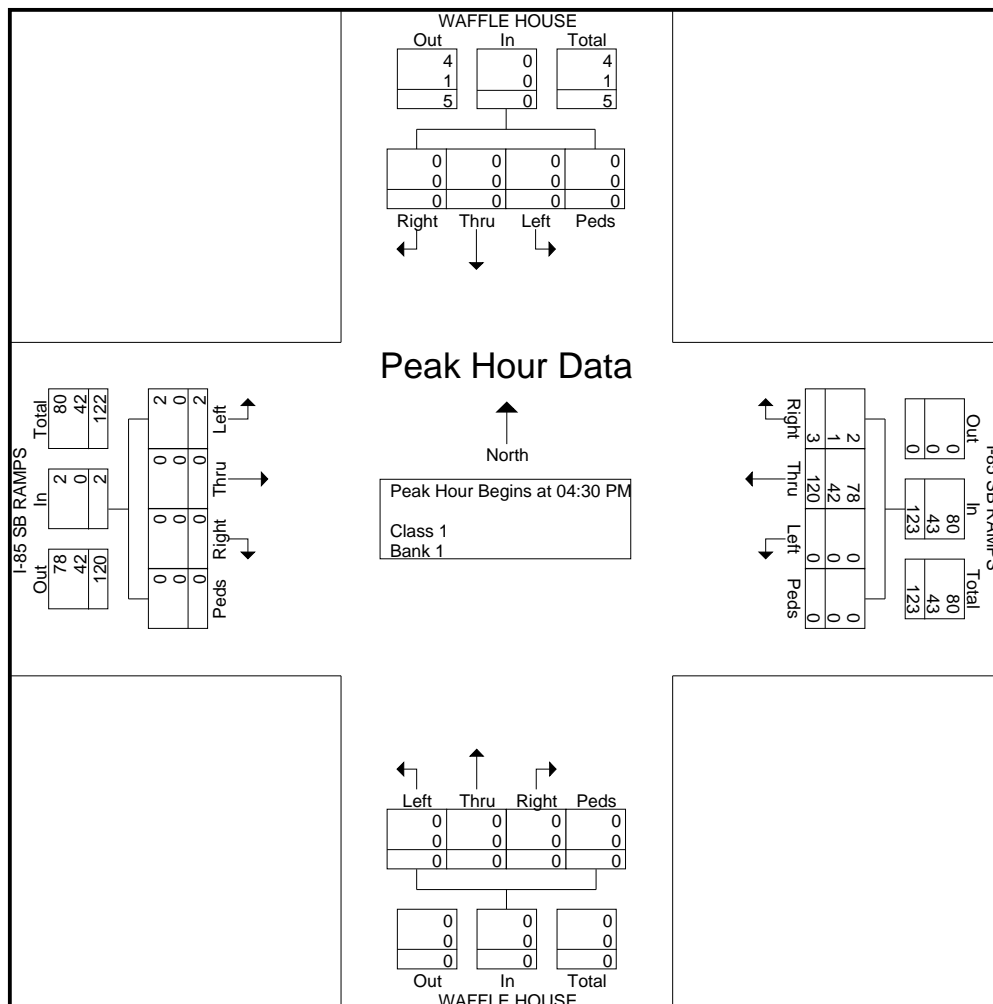 WAFFLE HOUSE
Out In Total
4 0 4
1 0 1
5 0 5
0 0 0 0
0 0 0 0
0 0 0 0
Right Thru Left Peds
Peak Hour Data
North
Peak Hour Begins at 04:30 PM
Class 1
Bank 1
I-85 SB RAMPS
Total In Out
80 2 78
42 0 42
122 2 120
2 0 0 0
0 0 0 0
2 0 0 0
Left Thru Right Peds
I-85 SB RAMPS
Out In Total
0 80 80
0 43 43
0 123 123
2 78 0 0
1 42 0 0
3 120 0 0
Right Thru Left Peds
Left Thru Right Peds
0 0 0 0
0 0 0 0
0 0 0 0
0 0 0
0 0 0
0 0 0
Out In Total
WAFFLE HOUSE